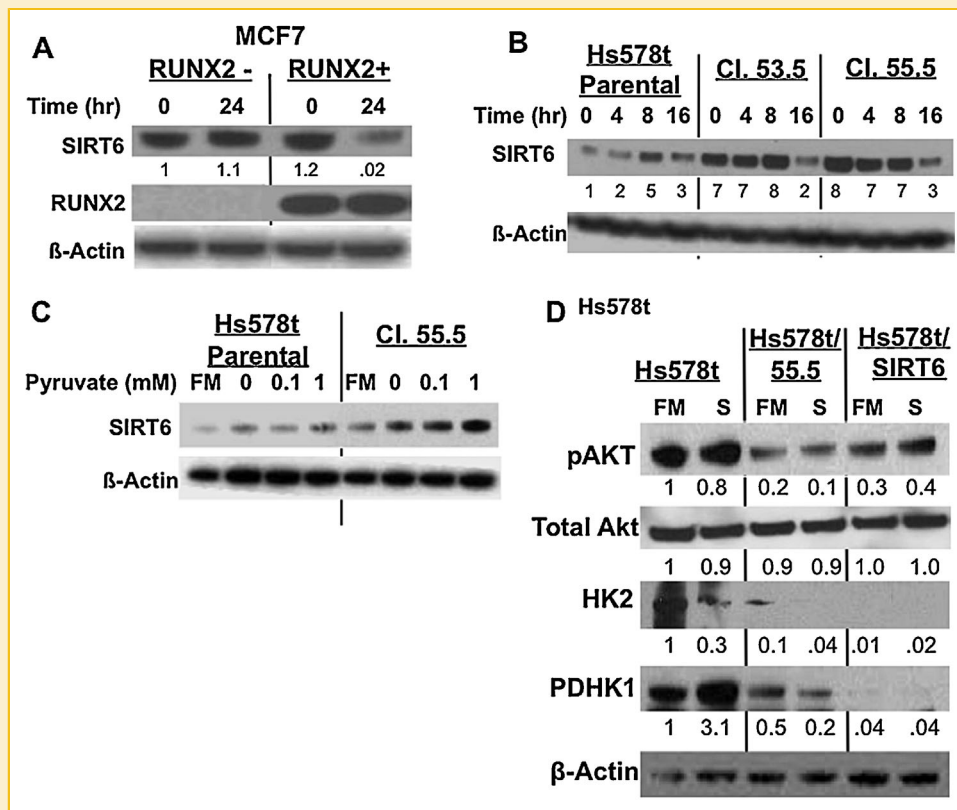 A
MCF7
RUNX2 - RUNX2+
Time (hr) 0 24 0 24
SIRT6
1 1.1 1.2 .02
RUNX2
ß-Actin
B
Hs578t
Parental Cl. 53.5 Cl. 55.5
Time (hr) 0 4 8 16 0 4 8 16 0 4 8 16
SIRT6
1 2 5 3 7 7 8 2 8 7 7 3
ß-Actin
C
Hs578t
Parental Cl. 55.5
Pyruvate (mM) FM 0 0.1 1 FM 0 0.1 1
SIRT6
ß-Actin
D Hs578t
Hs578t Hs578t/ 55.5 Hs578t/ SIRT6
FM S FM S FM S
pAKT
1 0.8 0.2 0.1 0.3 0.4
Total Akt
1 0.9 0.9 0.9 1.0 1.0
HK2
1 0.3 0.1 .04 .01 .02
PDHK1
1 3.1 0.5 0.2 .04 .04
β-Actin